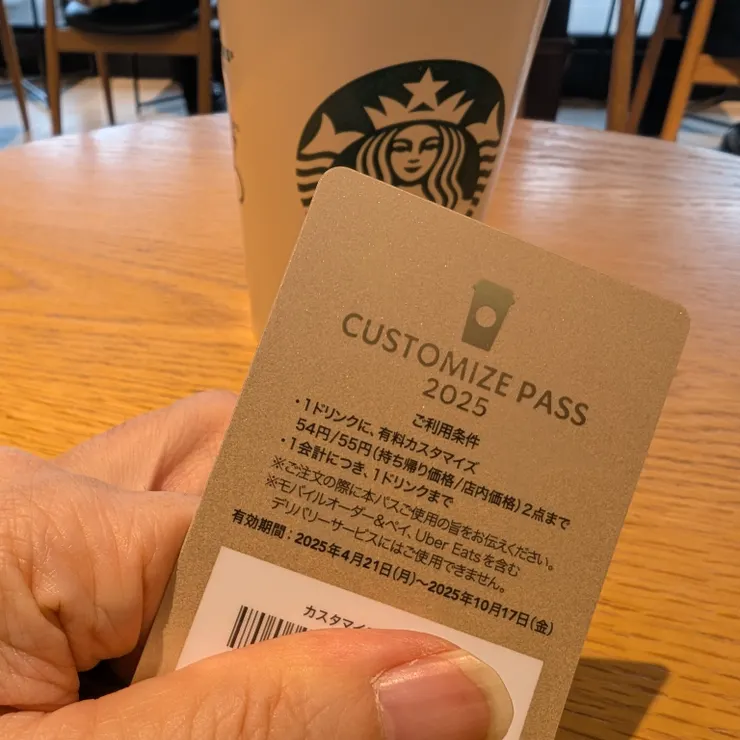 CUSTOMIZE PASS
2025
ご利用条件
・1ドリンクに、有料カスタマイズ
54円/55円(持ち帰り価格/店内価格)2点まで
・1会計につき、1ドリンクまで
※ご注文の際に本パスご使用の旨をお伝えください。
※モバイルオーダー&ペイ、Uber Eatsを含む
デリバリーサービスにはご使用できません。
有効期間：2025年4月21日(月)～2025年10月17日(金)
カスタマイ